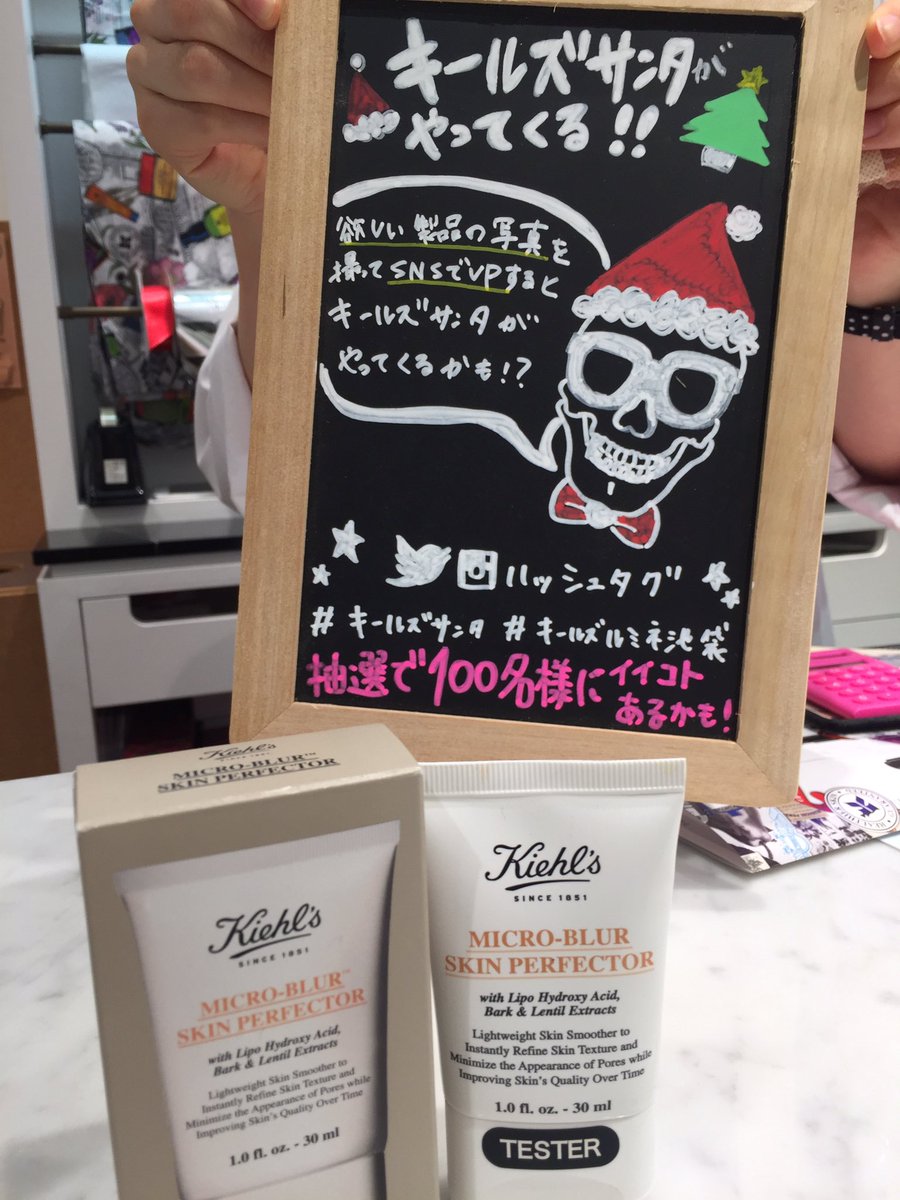 キールズサンタが
やってくる!!
欲しい製品の写真を
撮ってSNSでUPすると
キールズサンタが
やってくるかも!?
ハッシュタグ
#キールズサンタ #キールズルミネ池袋
抽選で100名様にイイコト
あるかも!
Kiehl's
MICRO-BLUR™
SKIN PERFECTOR
Kiehl's
SINCE 1851
MICRO-BLUR™
SKIN PERFECTOR
with Lipo Hydroxy Acid,
Bark & Lentil Extracts
Lightweight Skin Smoother to
Instantly Refine Skin Texture and
Minimize the Appearance of Pores while
Improving Skin's Quality Over Time
1.0 fl. oz. - 30 ml
Kiehl's
SINCE 1851
MICRO-BLUR
SKIN PERFECTOR
with Lipo Hydroxy Acid,
Bark & Lentil Extracts
Lightweight Skin Smoother to
Instantly Refine Skin Texture and
Minimize the Appearance of Pores while
Improving Skin's Quality Over Time
1.0 fl. oz. - 30 ml
TESTER